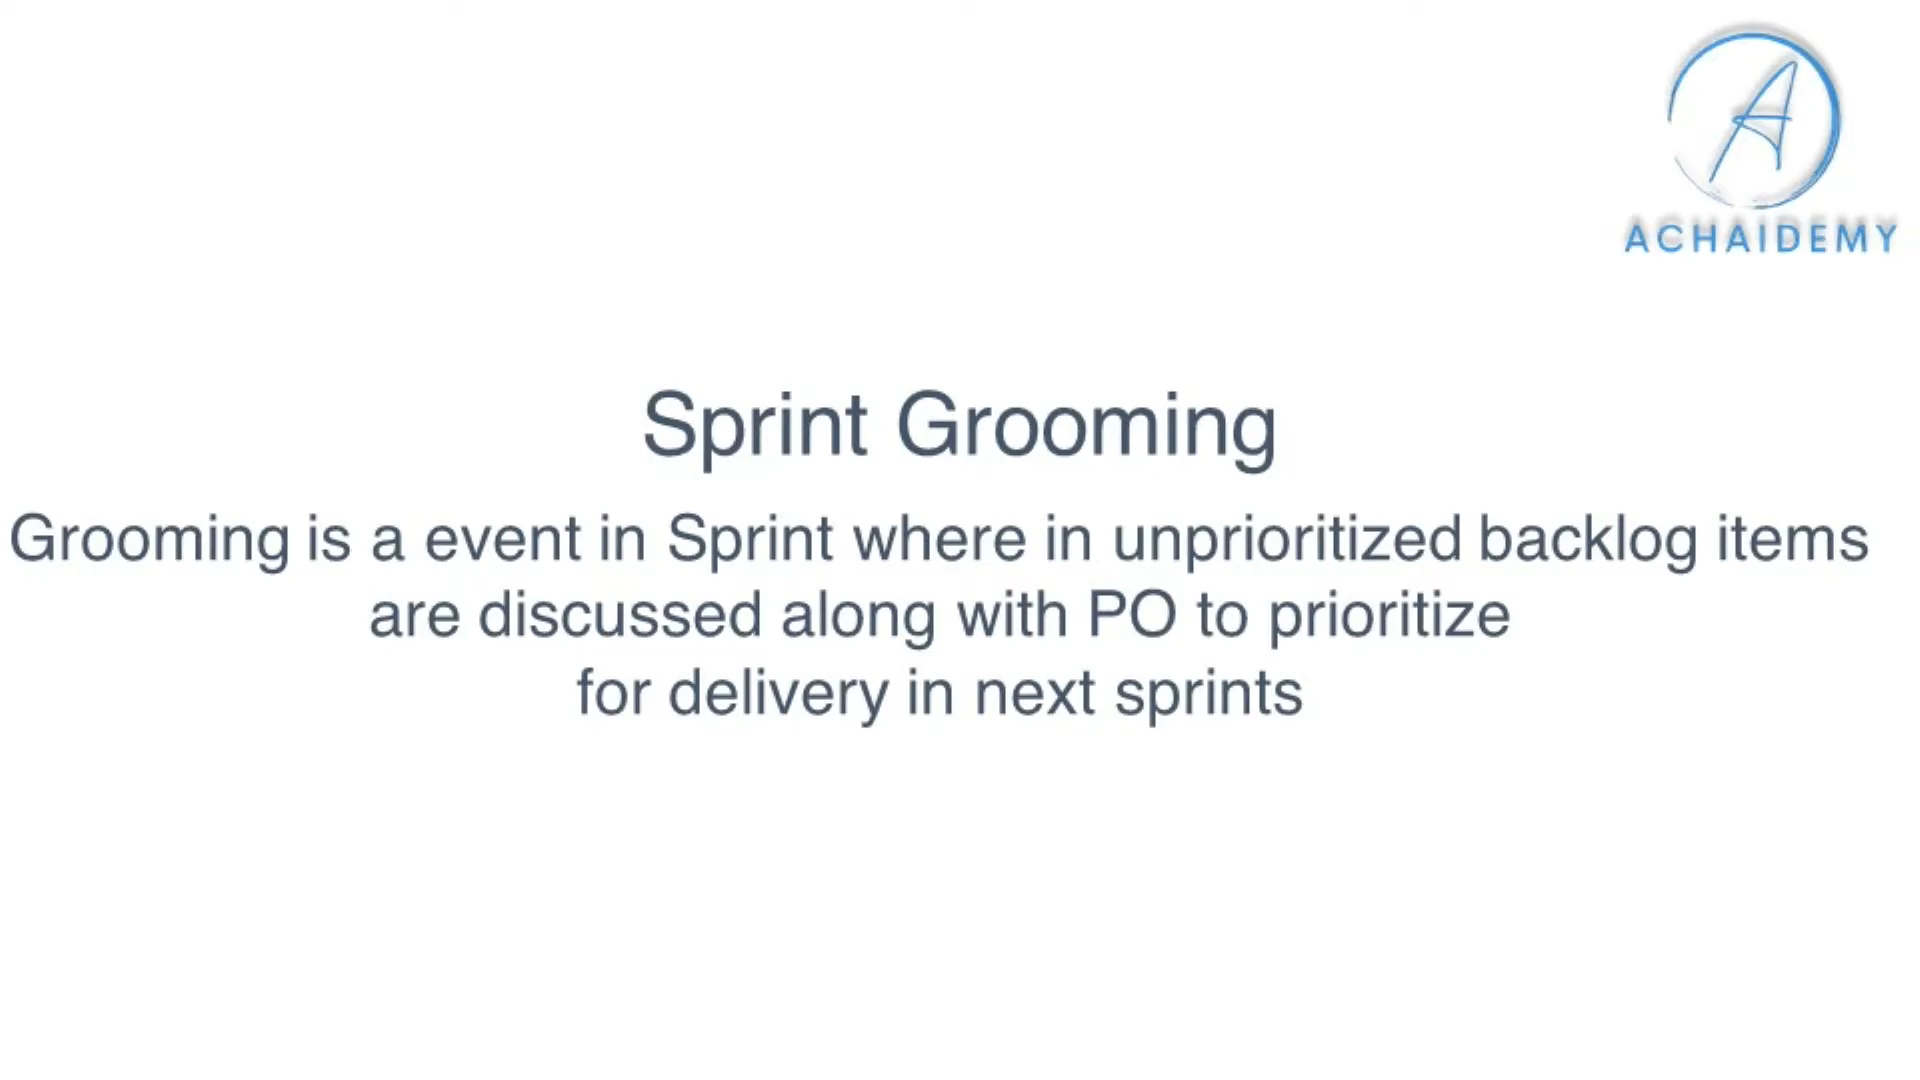 ACHAIDEMY
Sprint Grooming
Grooming is a event in Sprint where in unprioritized backlog items
are discussed along with PO to prioritize
for delivery in next sprints